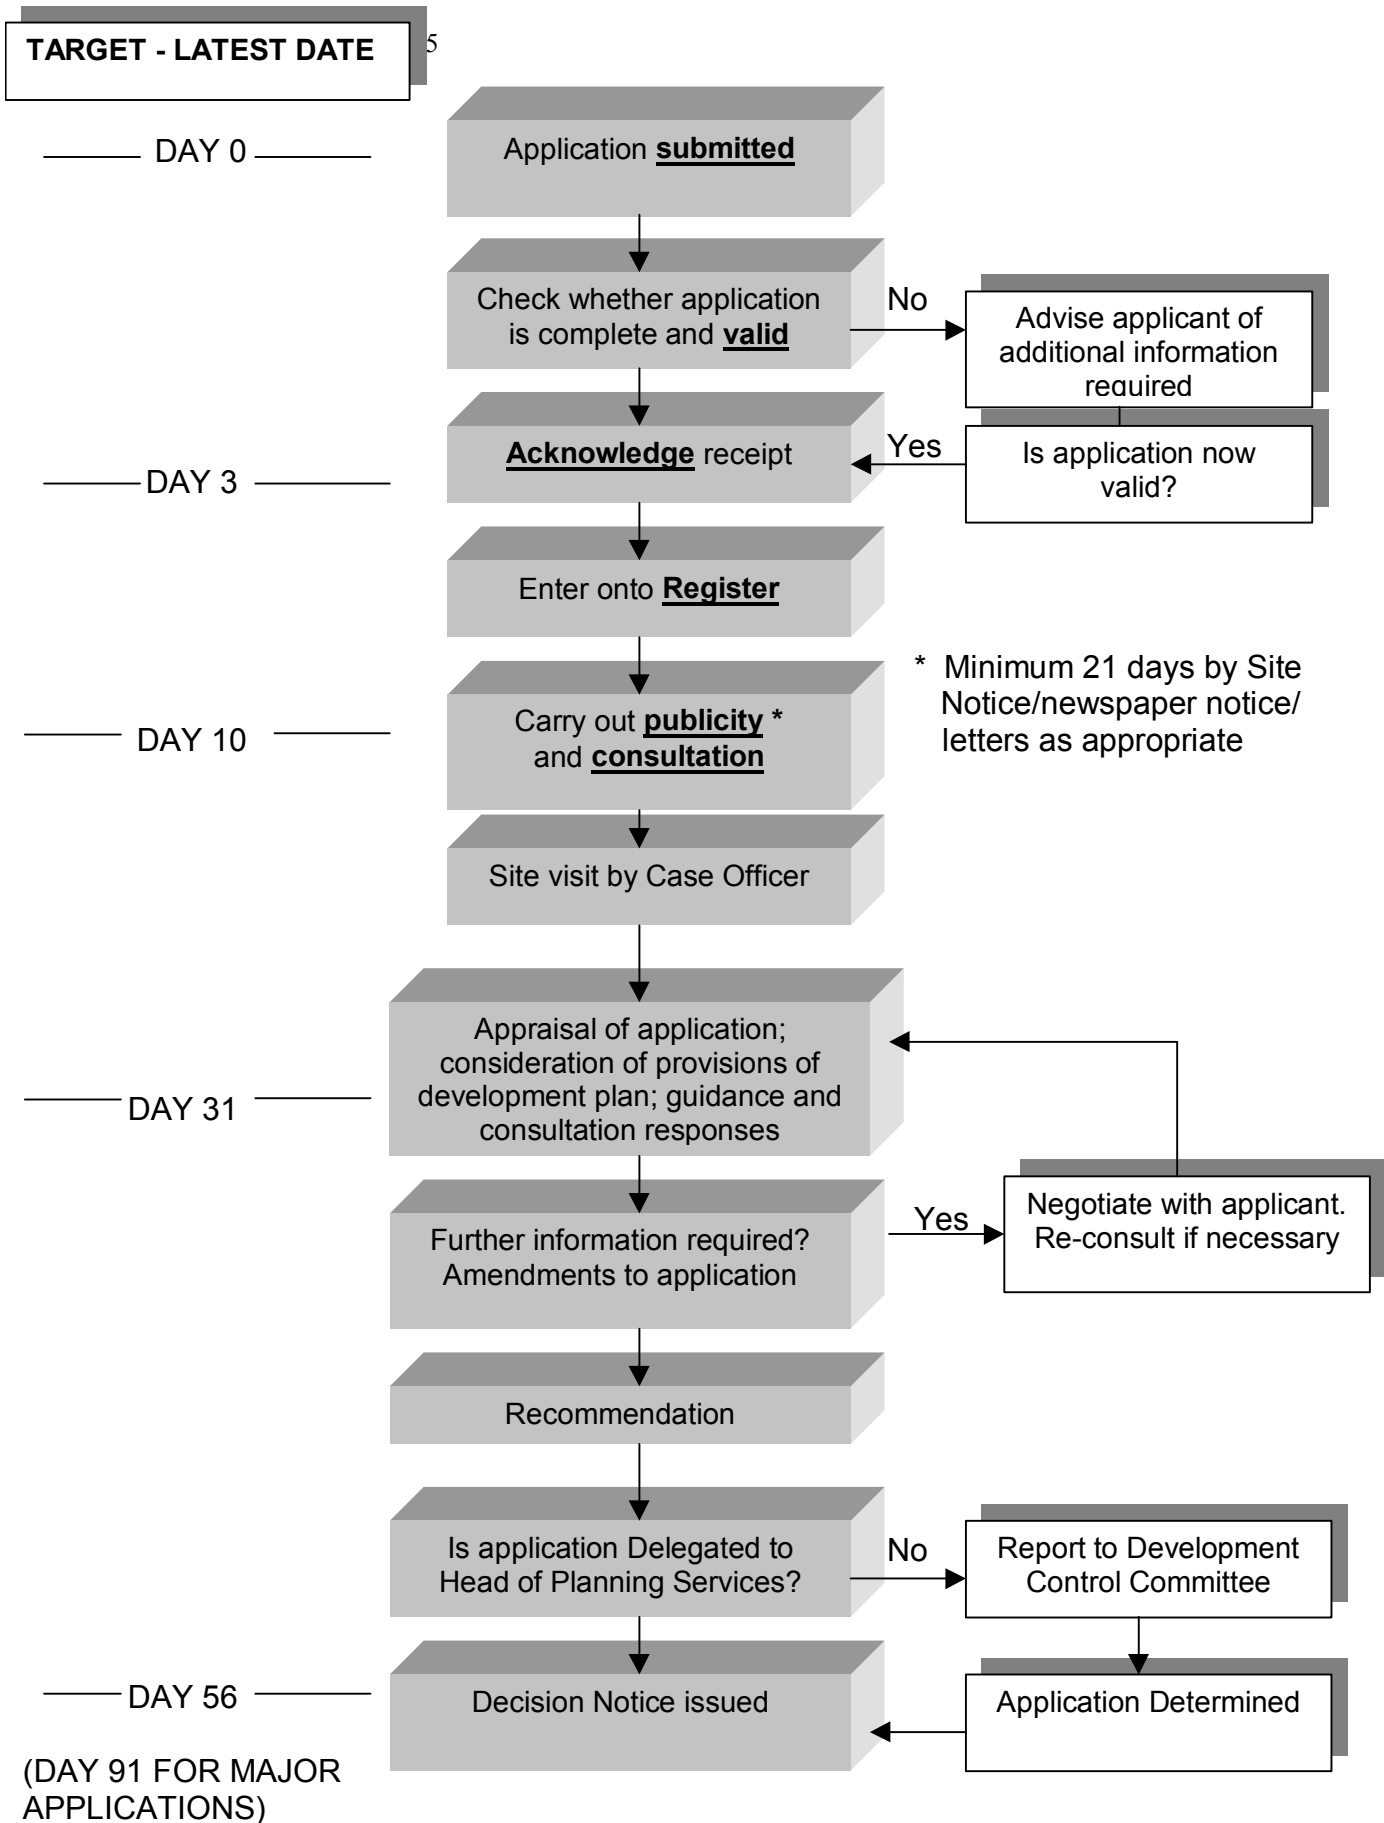 TARGET - LATEST DATE
5
DAY 0
Application submitted
Check whether application
is complete and valid
No
Advise applicant of
additional information
required
Acknowledge receipt
Yes
Is application now
valid?
DAY 3
Enter onto Register
Carry out publicity *
and consultation
DAY 10
* Minimum 21 days by Site
Notice/newspaper notice/
letters as appropriate
Site visit by Case Officer
Appraisal of application;
consideration of provisions of
development plan; guidance and
consultation responses
DAY 31
Further information required?
Amendments to application
Yes
Negotiate with applicant.
Re-consult if necessary
Recommendation
Is application Delegated to
Head of Planning Services?
No
Report to Development
Control Committee
DAY 56
Decision Notice issued
Application Determined
(DAY 91 FOR MAJOR
APPLICATIONS)